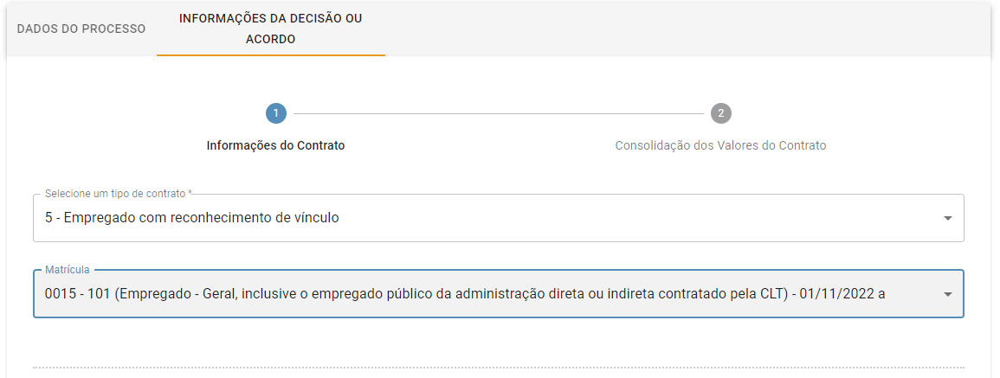 DADOS DO PROCESSO
INFORMAÇÕES DA DECISÃO OU
ACORDO
1
2
Informações do Contrato
Consolidação dos Valores do Contrato
Selecione um tipo de contrato *
5 - Empregado com reconhecimento de vínculo
Matrícula
0015 - 101 (Empregado - Geral, inclusive o empregado público da administração direta ou indireta contratado pela CLT) - 01/11/2022 a